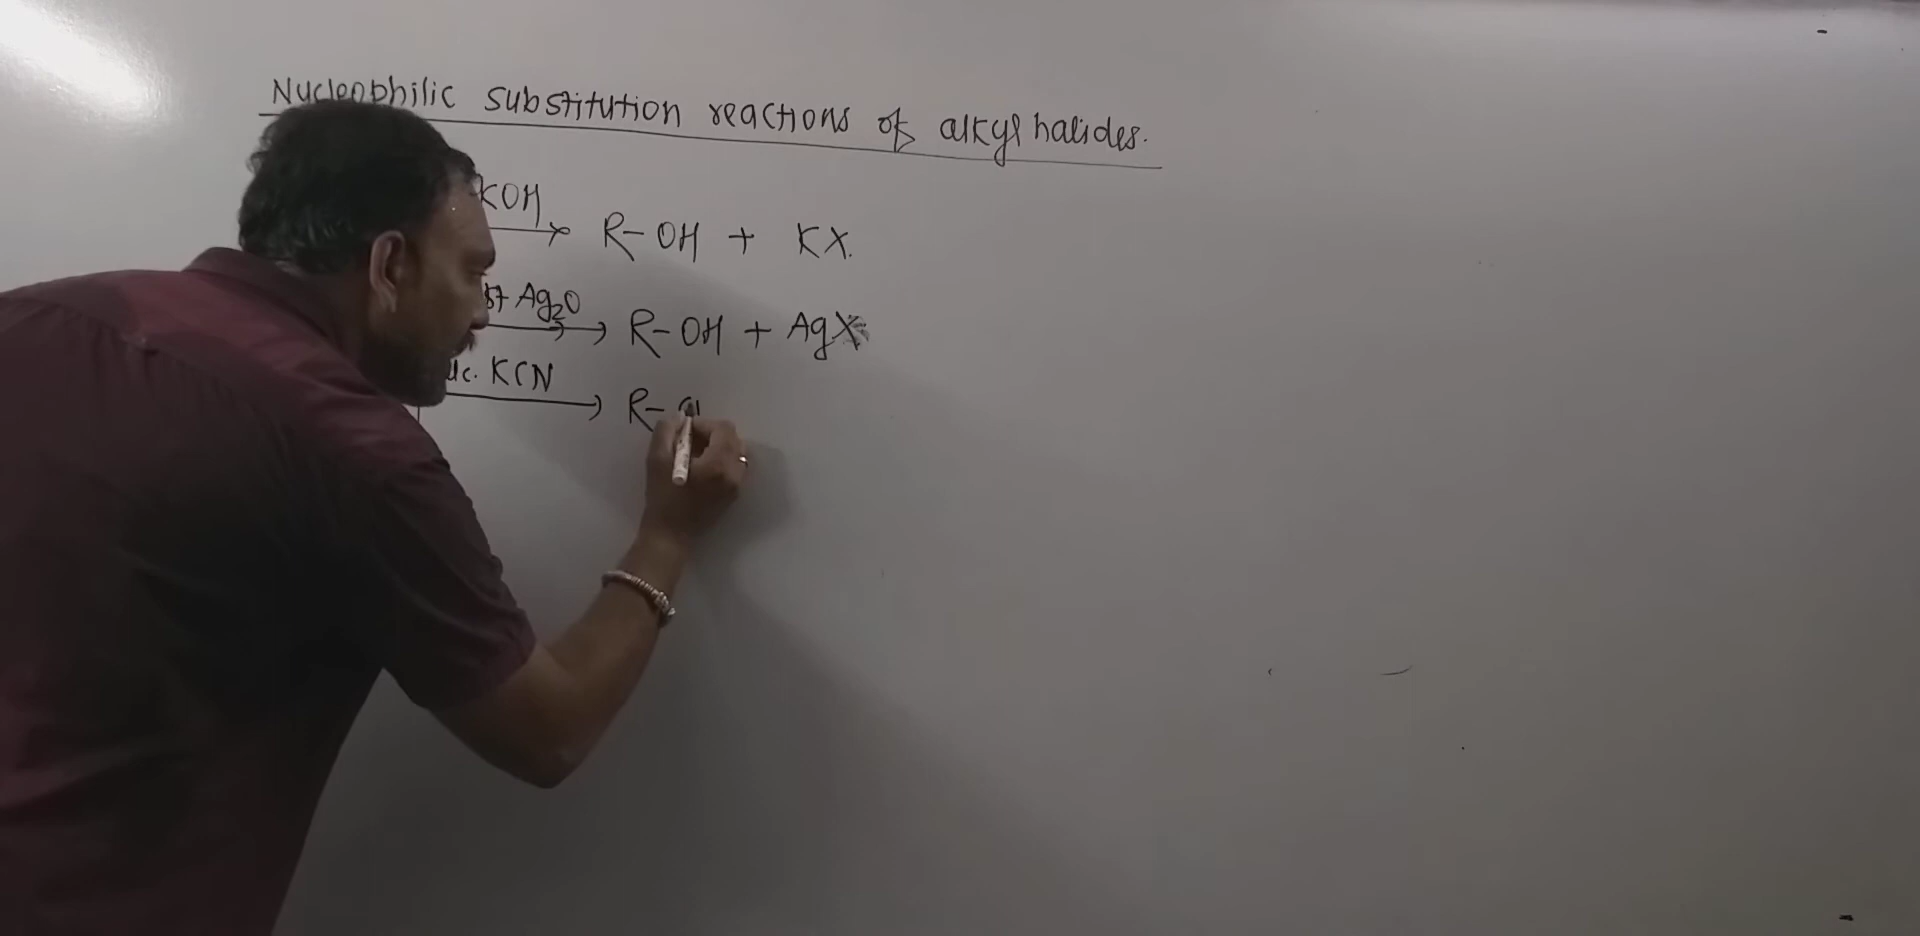 Nucleophilic substitution reactions of alkyl halides.
KOH
R-OH + KX.
Ag₂O
R-OH + AgX
KCN
R-